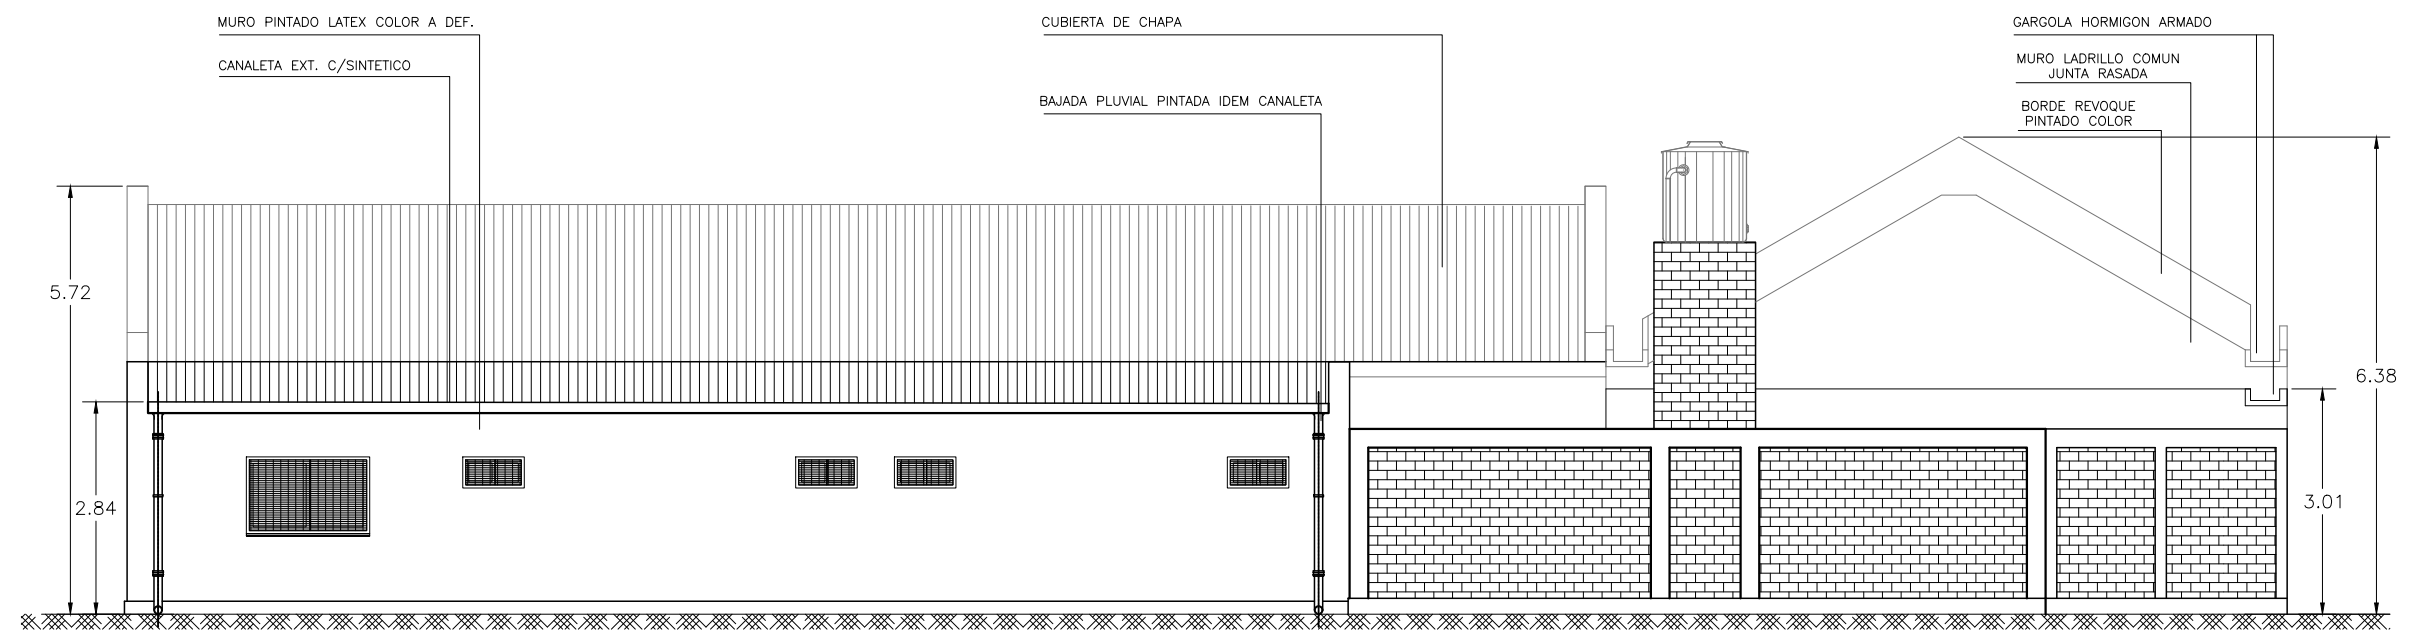 MURO PINTADO LATEX COLOR A DEF.
CANALETA EXT. C/SINTETICO
CUBIERTA DE CHAPA
BAJADA PLUVIAL PINTADA IDEM CANALETA
GARGOLA HORMIGON ARMADO
MURO LADRILLO COMUN
JUNTA RASADA
BORDE REVOQUE
PINTADO COLOR
5.72
2.84
6.38
3.01